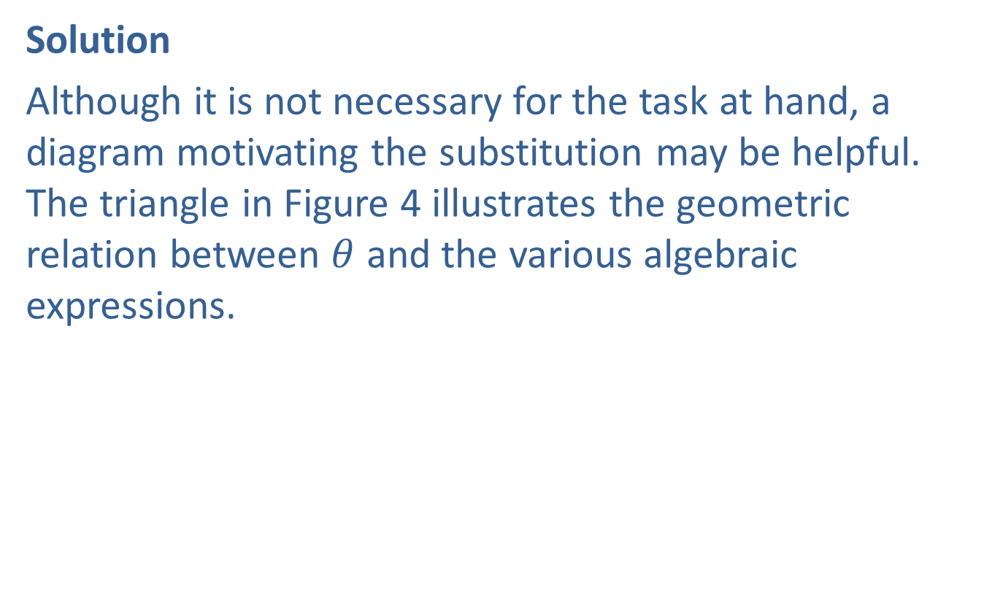 Solution
Although it is not necessary for the task at hand, a
diagram motivating the substitution may be helpful.
The triangle in Figure 4 illustrates the geometric
relation between θ and the various algebraic
expressions.